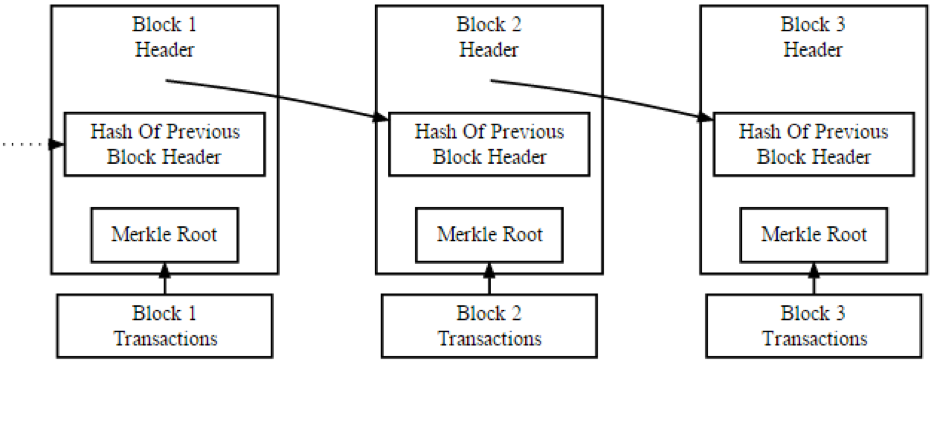 Block 1
Header
Hash Of Previous
Block Header
Merkle Root
Block 1
Transactions
Block 2
Header
Hash Of Previous
Block Header
Merkle Root
Block 2
Transactions
Block 3
Header
Hash Of Previous
Block Header
Merkle Root
Block 3
Transactions